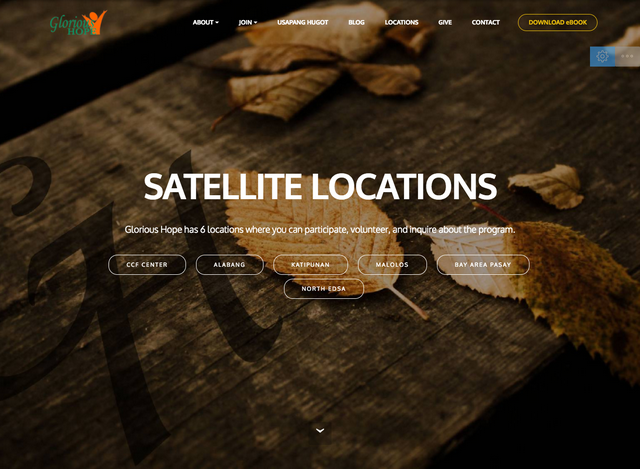 Glorious
HOPE
ABOUT JOIN USAPANG HUGOT BLOG LOCATIONS GIVE CONTACT DOWNLOAD eBOOK
SATELLITE LOCATIONS
Glorious Hope has 6 locations where you can participate, volunteer, and inquire about the program.
CCF CENTER ALABANG KATIPUNAN MALOLOS BAY AREA PASAY
NORTH EDSA